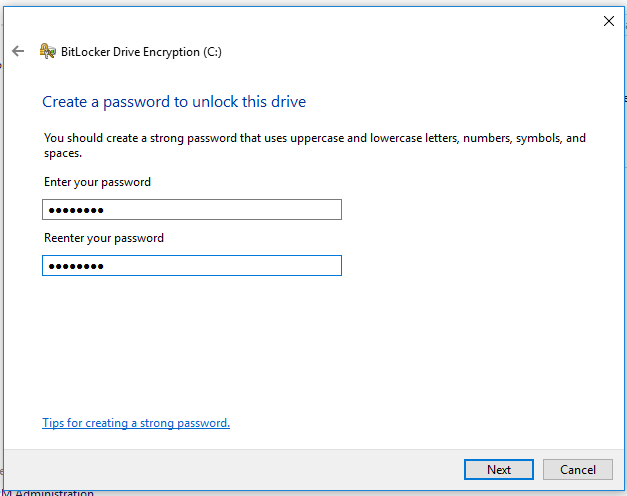 BitLocker Drive Encryption (C:)
Create a password to unlock this drive
You should create a strong password that uses uppercase and lowercase letters, numbers, symbols, and
spaces.
Enter your password
●●●●●●●●
Reenter your password
●●●●●●●●
Tips for creating a strong password.
Next Cancel
M Administration